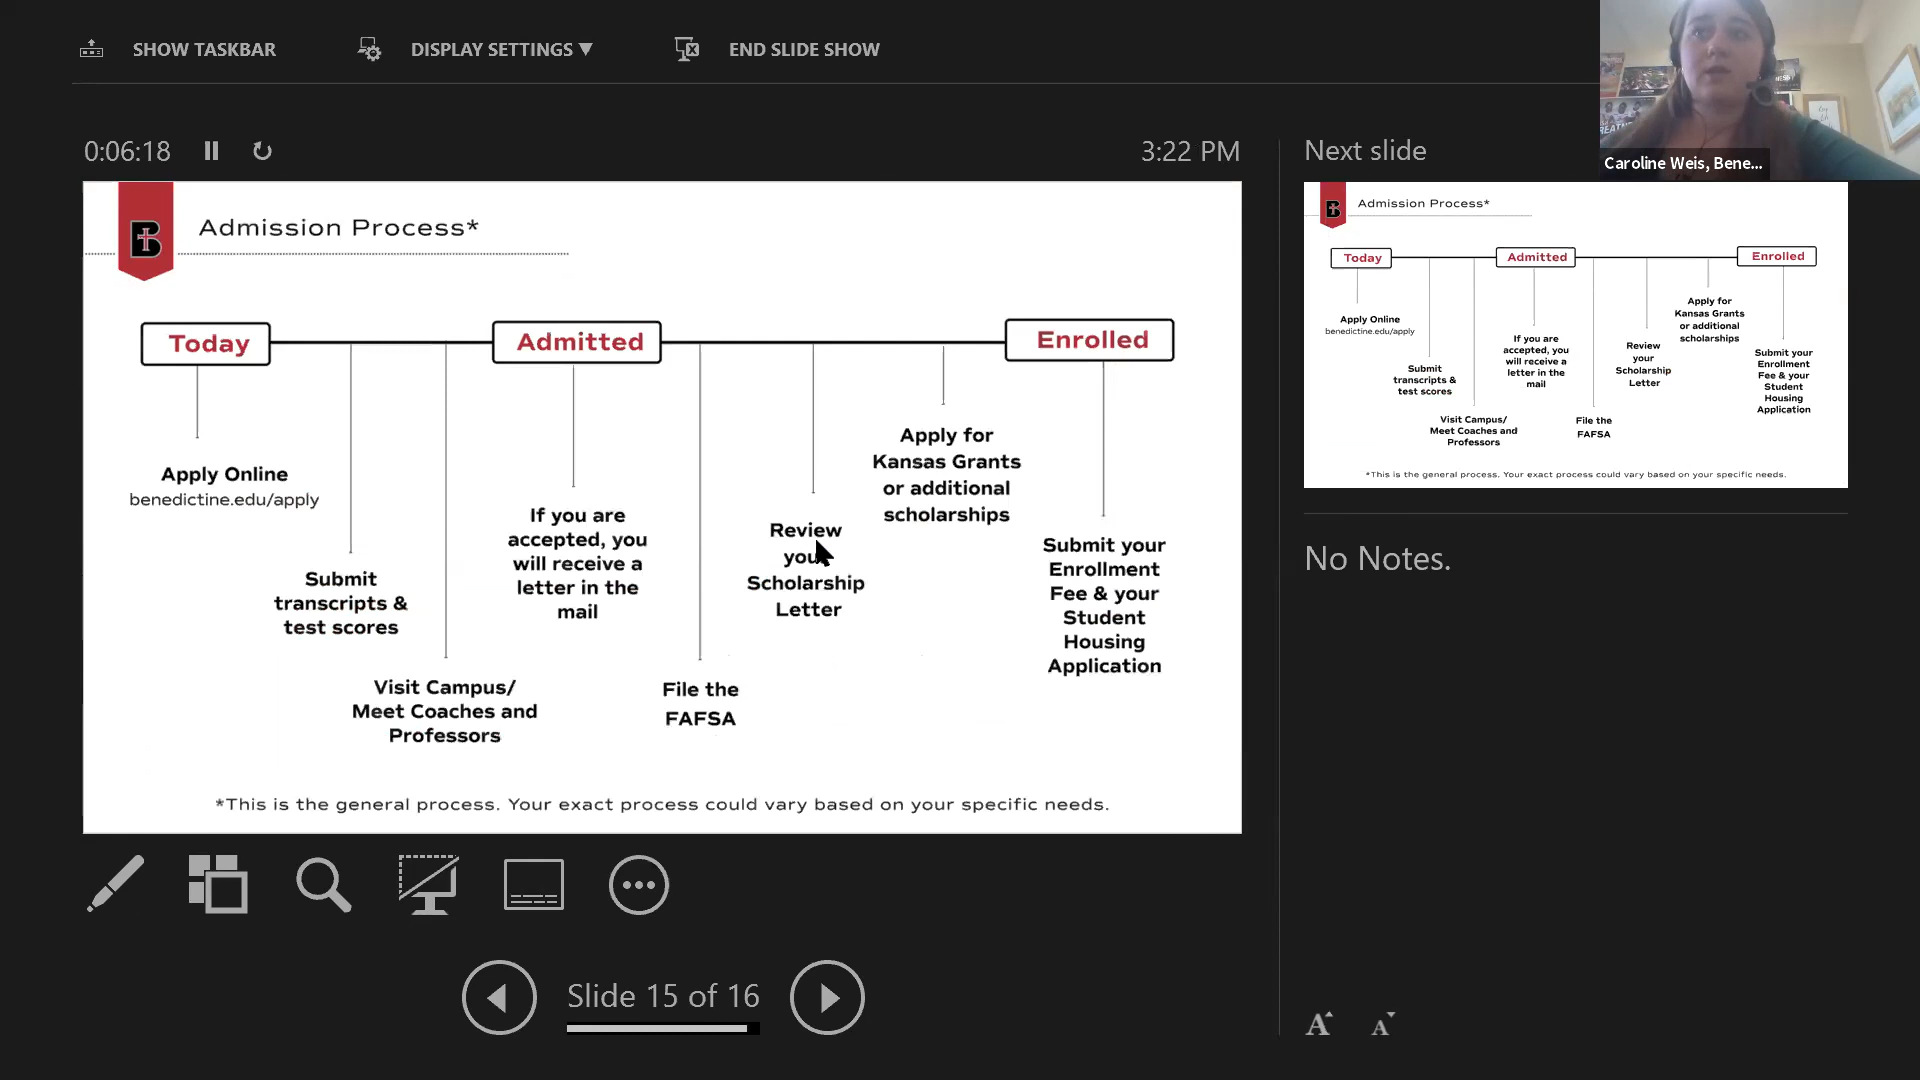 SHOW TASKBAR
DISPLAY SETTINGS ▼
END SLIDE SHOW
Caroline Weis, Bene...
0:06:18
3:22 PM
Next slide
Admission Process*
Today
Admitted
Enrolled
Apply Online
benedictine.edu/apply
Submit
transcripts &
test scores
Visit Campus/
Meet Coaches and
Professors
If you are
accepted, you
will receive a
letter in the
mail
File the
FAFSA
Review
your
Scholarship
Letter
Apply for
Kansas Grants
or additional
scholarships
Submit your
Enrollment
Fee & your
Student
Housing
Application
*This is the general process. Your exact process could vary based on your specific needs.
Admission Process*
Today
Admitted
Enrolled
Apply Online
benedictine.edu/apply
Submit
transcripts &
test scores
Visit Campus/
Meet Coaches and
Professors
If you are
accepted, you
will receive a
letter in the
mail
File the
FAFSA
Review
your
Scholarship
Letter
Apply for
Kansas Grants
or additional
scholarships
Submit your
Enrollment
Fee & your
Student
Housing
Application
*This is the general process. Your exact process could vary based on your specific needs.
No Notes.
Slide 15 of 16
A A